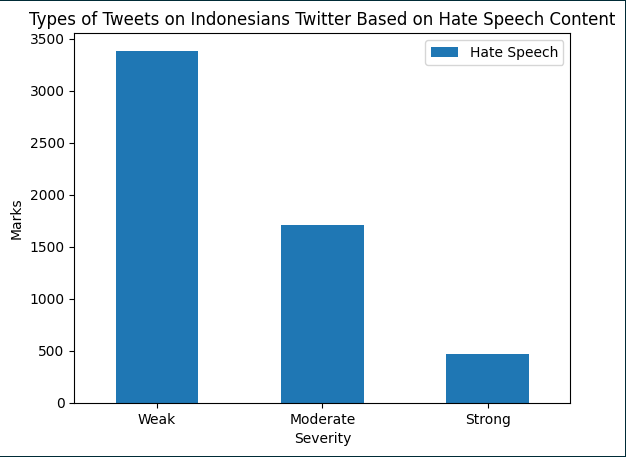 Types of Tweets on Indonesians Twitter Based on Hate Speech Content
Hate Speech
3500
3000
2500
2000
1500
1000
500
0
Marks
Weak
Moderate
Strong
Severity